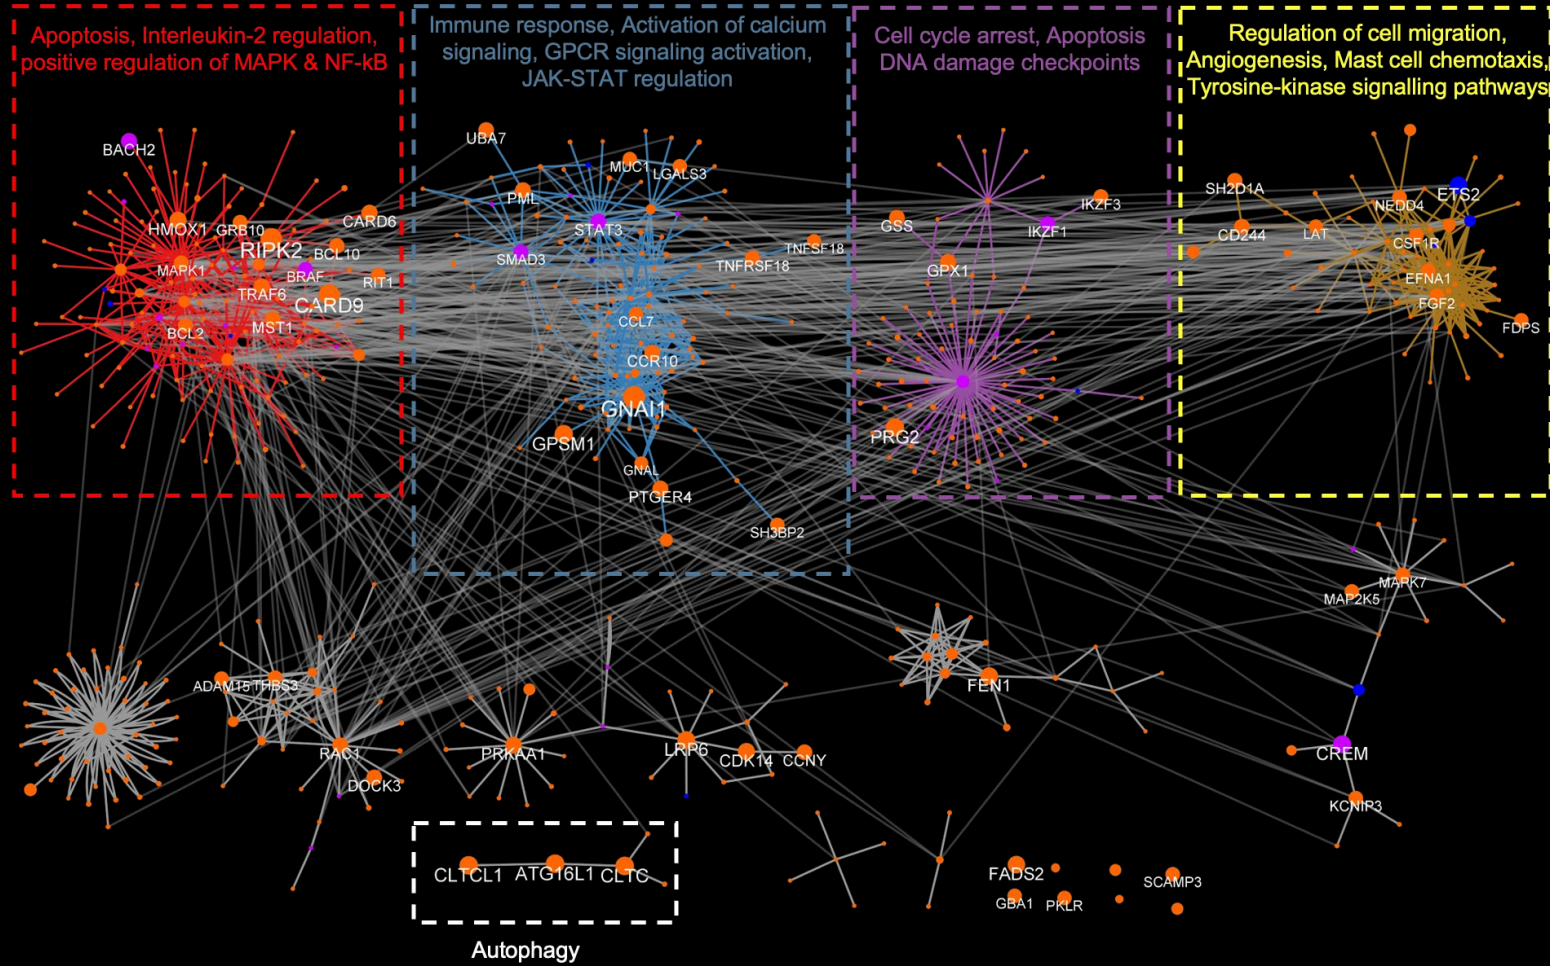 Apoptosis, Interleukin-2 regulation,
positive regulation of MAPK & NF-kB
Immune response, Activation of calcium
signaling, GPCR signaling activation,
JAK-STAT regulation
Cell cycle arrest, Apoptosis
DNA damage checkpoints
Regulation of cell migration,
Angiogenesis, Mast cell chemotaxis,
Tyrosine-kinase signalling pathways
BACH2
HMOX1
GRB10
CARD6
RIPK2
BCL10
MAPK1
BRAF
RIT1
TRAF6
CARD9
BCL2
MST1
UBA7
MUC1
LGALS3
PML
STAT3
SMAD3
TNFRSF18
TNFSF18
CCL7
CCR10
GNAI1
GPSM1
GNAL
PTGER4
SH3BP2
GSS
IKZF3
IKZF1
GPX1
PRG2
SH2D1A
ETS2
NEDD4
CD244
LAT
CSF1R
EFNA1
FGF2
FDPS
MAPK7
MAP2K5
ADAM15
THBS3
RAC1
DOCK3
PRKAA1
LRP6
CDK14
CCNY
FEN1
CREM
KCNIP3
CLTCL1
ATG16L1
CLTC
Autophagy
FADS2
SCAMP3
GBA1
PKLR